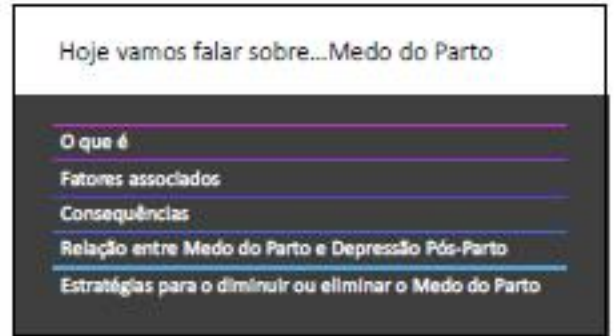 Hoje vamos falar sobre...Medo do Parto
O que é
Fatores associados
Consequências
Relação entre Medo do Parto e Depressão Pós-Parto
Estratégias para o diminuir ou eliminar o Medo do Parto